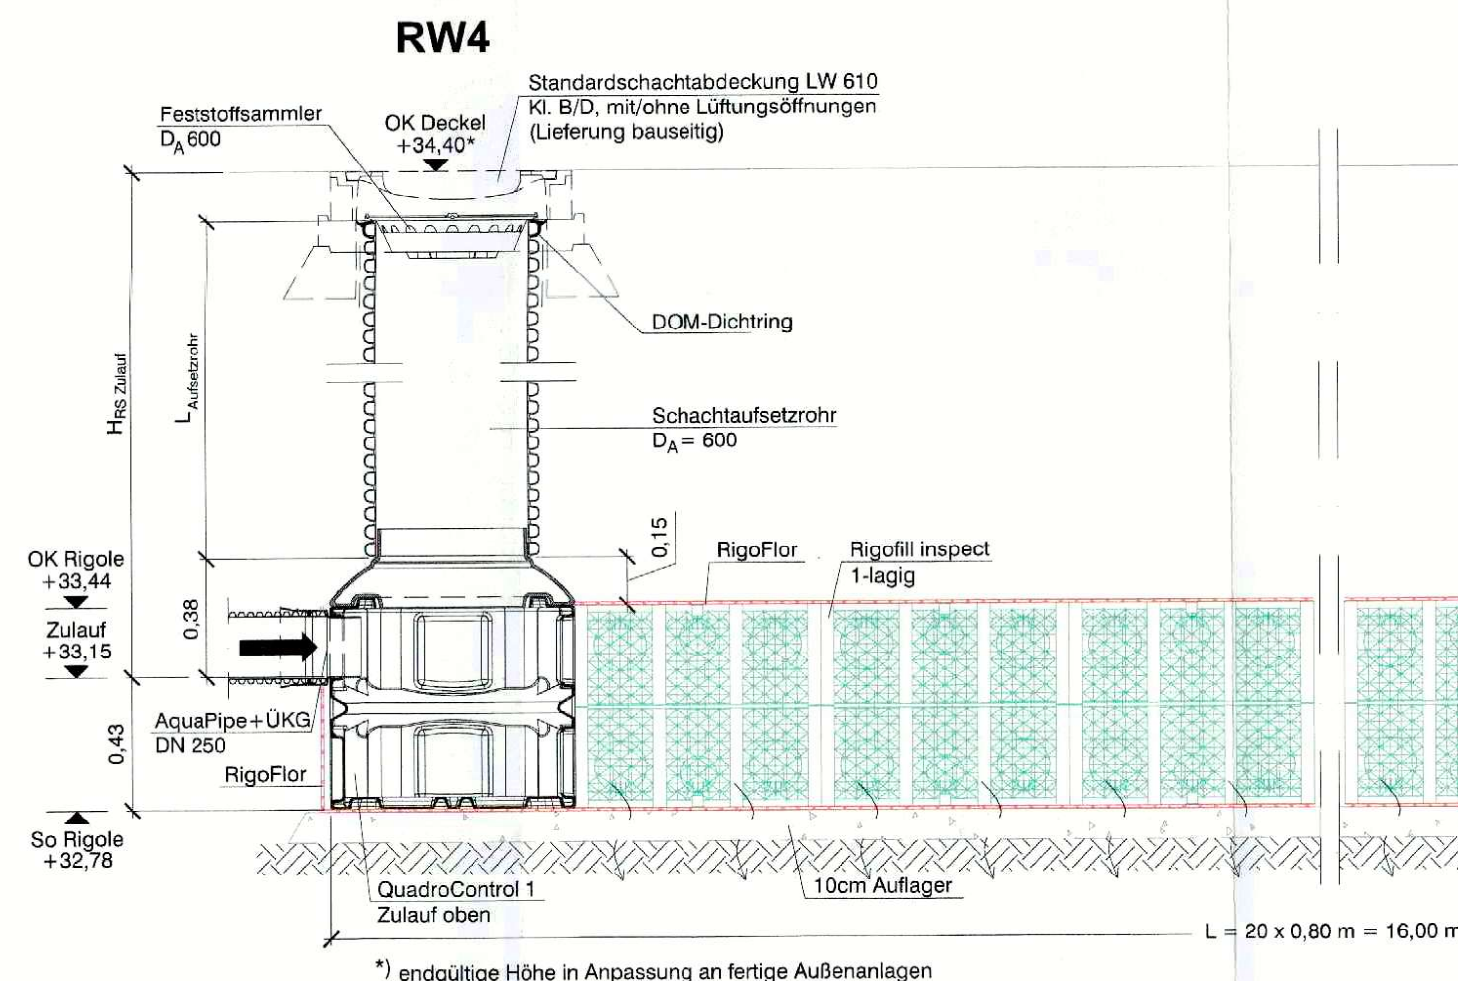 RW4
Standardschachtabdeckung LW 610
Kl. B/D, mit/ohne Lüftungsöffnungen
(Lieferung bauseitig)
Feststoffsammler
DA 600
OK Deckel
+34,40*
DOM-Dichtring
HRS Zulauf
LAufsetzrohr
Schachtaufsetzrohr
DA = 600
0,15
RigoFlor
Rigofill inspect
1-lagig
OK Rigole
+33,44
Zulauf
+33,15
0,38
AquaPipe+ÜKG
DN 250
0,43
RigoFlor
So Rigole
+32,78
QuadroControl 1
Zulauf oben
10cm Auflager
L = 20 x 0,80 m = 16,00 m
*) endgültige Höhe in Anpassung an fertige Außenanlagen